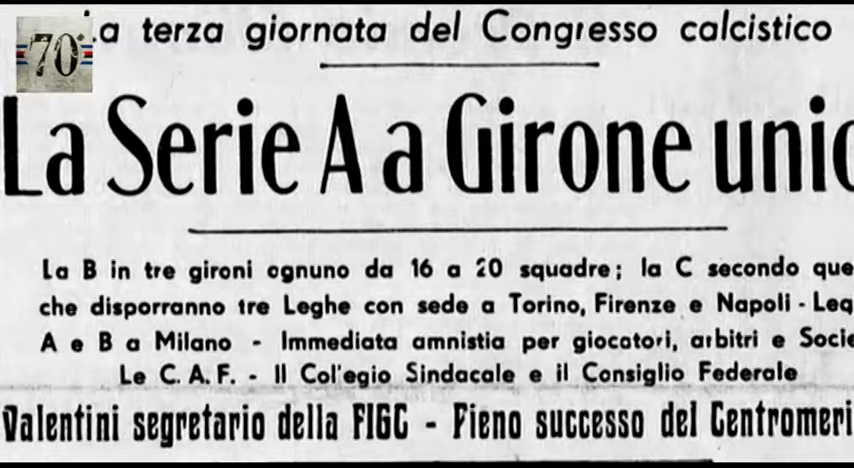 70°
.a terza giornata del Congresso calcistico
La Serie A a Girone unic
La B in tre gironi ognuno da 16 a 20 squadre; la C secondo que
che disporranno tre Leghe con sede a Torino, Firenze e Napoli - Leg
A e B a Milano - Immediata amnistia per giocatori, arbitri e Socie
Le C. A. F. - Il Col'egio Sindacale e il Consiglio Federale
Valentini segretario della FIGC - Pieno successo del Centromeri